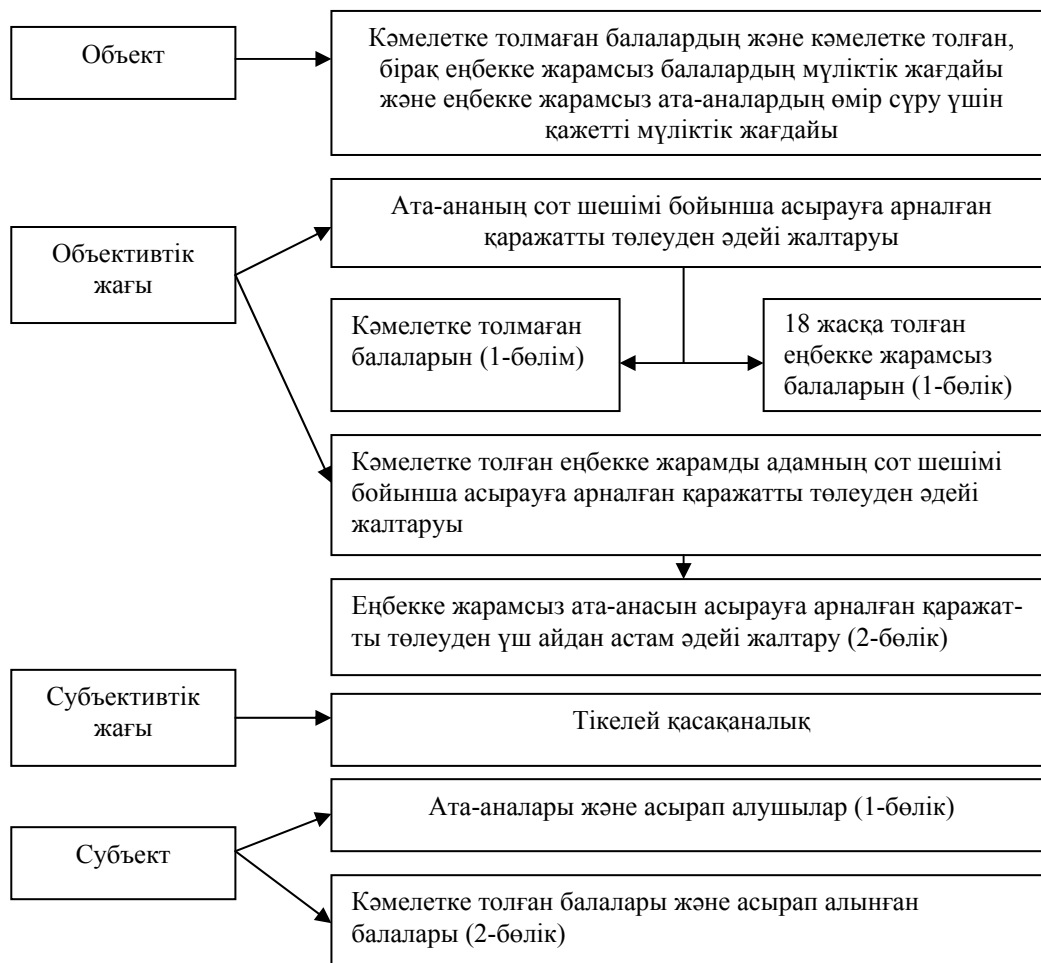 Объект
Кәмелетке толмаған балалардың және кәмелетке толған,
бірақ еңбекке жарамсыз балалардың мүліктік жағдайы
және еңбекке жарамсыз ата-аналардың өмір сүру үшін
қажетті мүліктік жағдайы
Объективтік
жағы
Ата-ананың сот шешімі бойынша асырауға арналған
қаражатты төлеуден әдейі жалтаруы
Кәмелетке толмаған
балаларын (1-бөлім)
18 жасқа толған
еңбекке жарамсыз
балаларын (1-бөлік)
Кәмелетке толған еңбекке жарамды адамның сот шешімі
бойынша асырауға арналған қаражатты төлеуден әдейі
жалтаруы
Еңбекке жарамсыз ата-анасын асырауға арналған қаражат-
ты төлеуден үш айдан астам әдейі жалтару (2-бөлік)
Субъективтік
жағы
Тікелей қасақаналық
Субъект
Ата-аналары және асырап алушылар (1-бөлік)
Кәмелетке толған балалары және асырап алынған
балалары (2-бөлік)